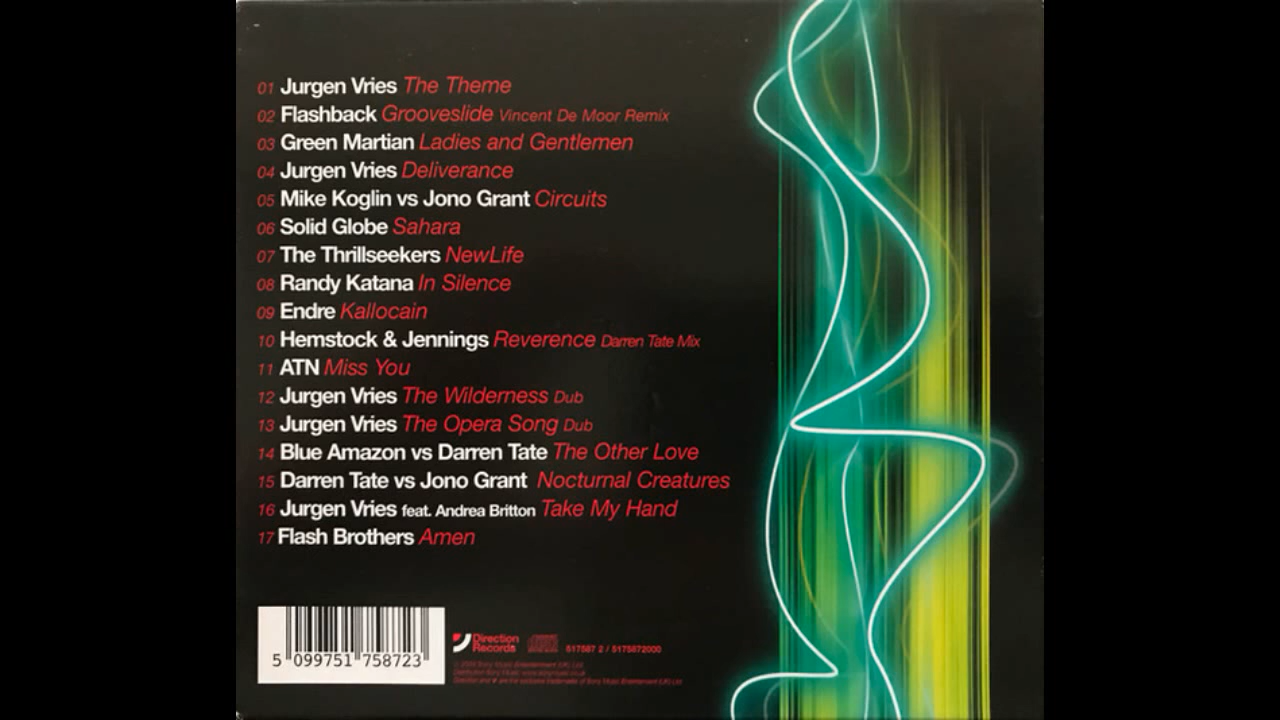 01 Jurgen Vries The Theme
02 Flashback Grooveslide Vincent De Moor Remix
03 Green Martian Ladies and Gentlemen
04 Jurgen Vries Deliverance
05 Mike Koglin vs Jono Grant Circuits
06 Solid Globe Sahara
07 The Thrillseekers NewLife
08 Randy Katana In Silence
09 Endre Kallocain
10 Hemstock & Jennings Reverence Darren Tate Mix
11 ATN Miss You
12 Jurgen Vries The Wilderness Dub
13 Jurgen Vries The Opera Song Dub
14 Blue Amazon vs Darren Tate The Other Love
15 Darren Tate vs Jono Grant Nocturnal Creatures
16 Jurgen Vries feat. Andrea Britton Take My Hand
17 Flash Brothers Amen
5 099751 758723
Direction
Records
517587 2 / 5175872000